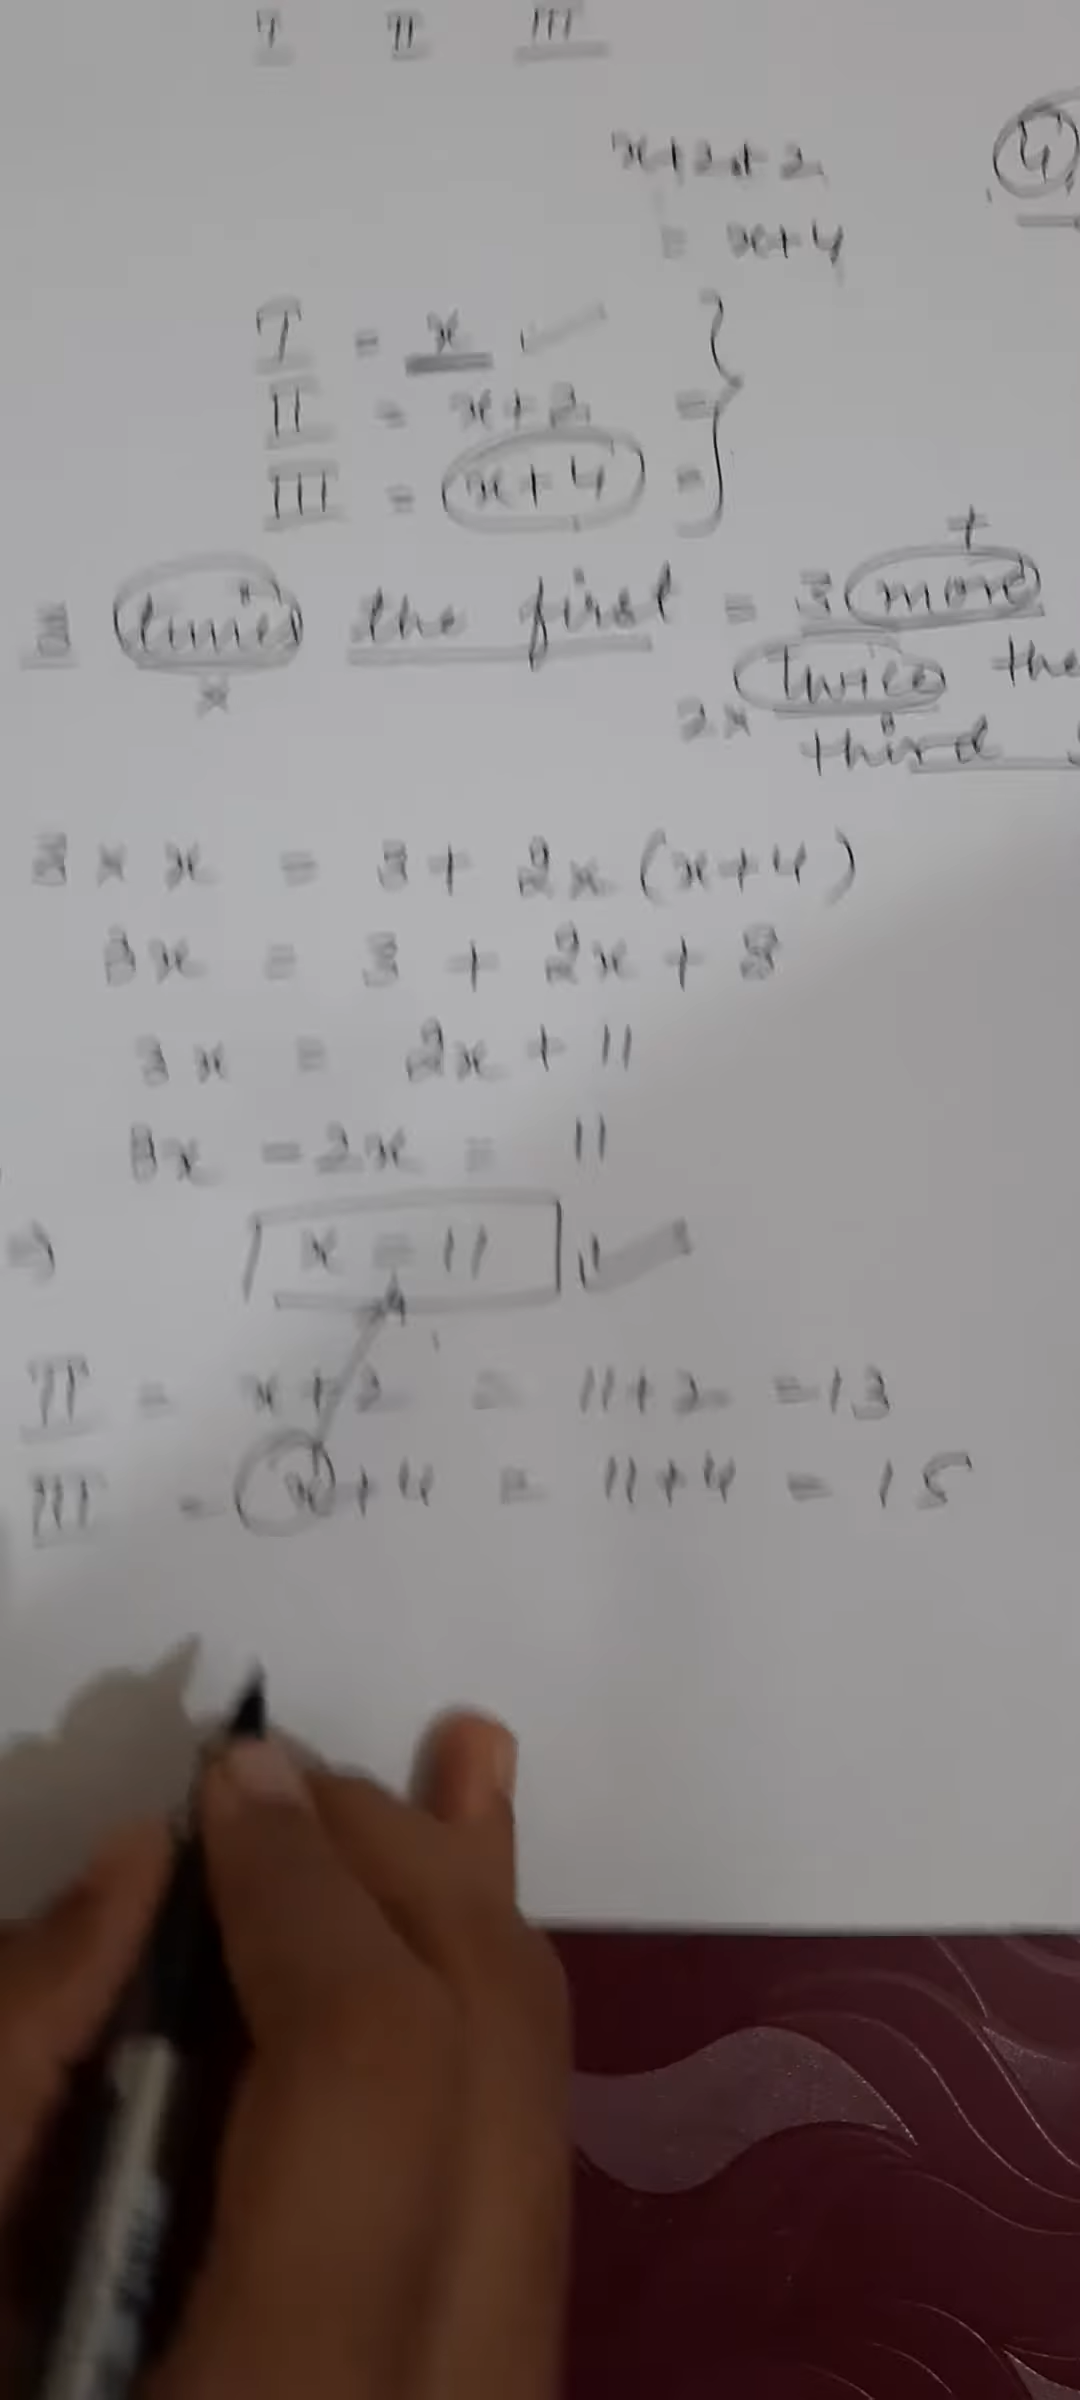 I II III
x+2+2
= x+4
4
I = x ✓
II = x+2 =
III = x+4 =
+
3 times the first = 3 more
x
2x twice the
third
3 x x = 3 + 2x (x+4)
3x = 3 + 2x + 8
3x = 2x + 11
3x - 2x = 11
⇒ x = 11 ✓
II = x+2 = 11+2 = 13
III = x+4 = 11+4 = 15